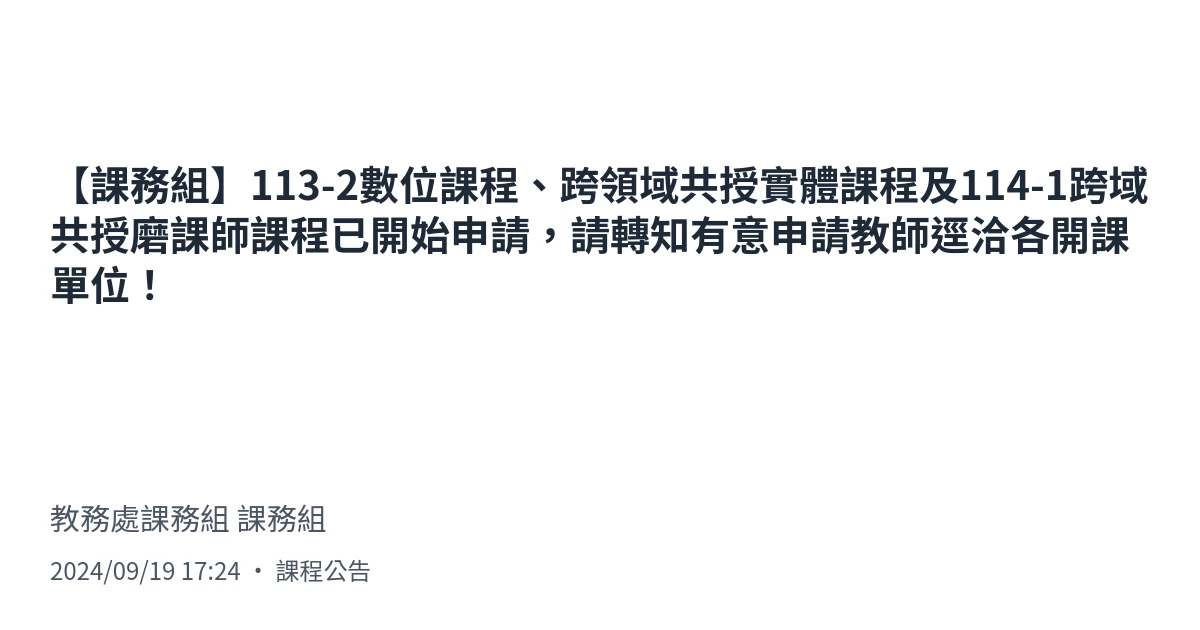 【課務組】113-2數位課程、跨領域共授實體課程及114-1跨域
共授磨課師課程已開始申請，請轉知有意申請教師逕洽各開課
單位！
教務處課務組 課務組
2024/09/19 17:24 ・ 課程公告